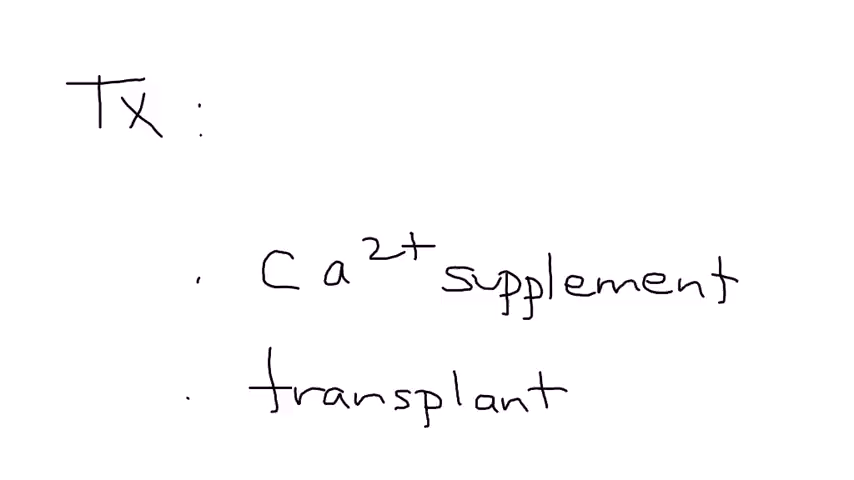 Tx:
· Ca²⁺ supplement
· transplant